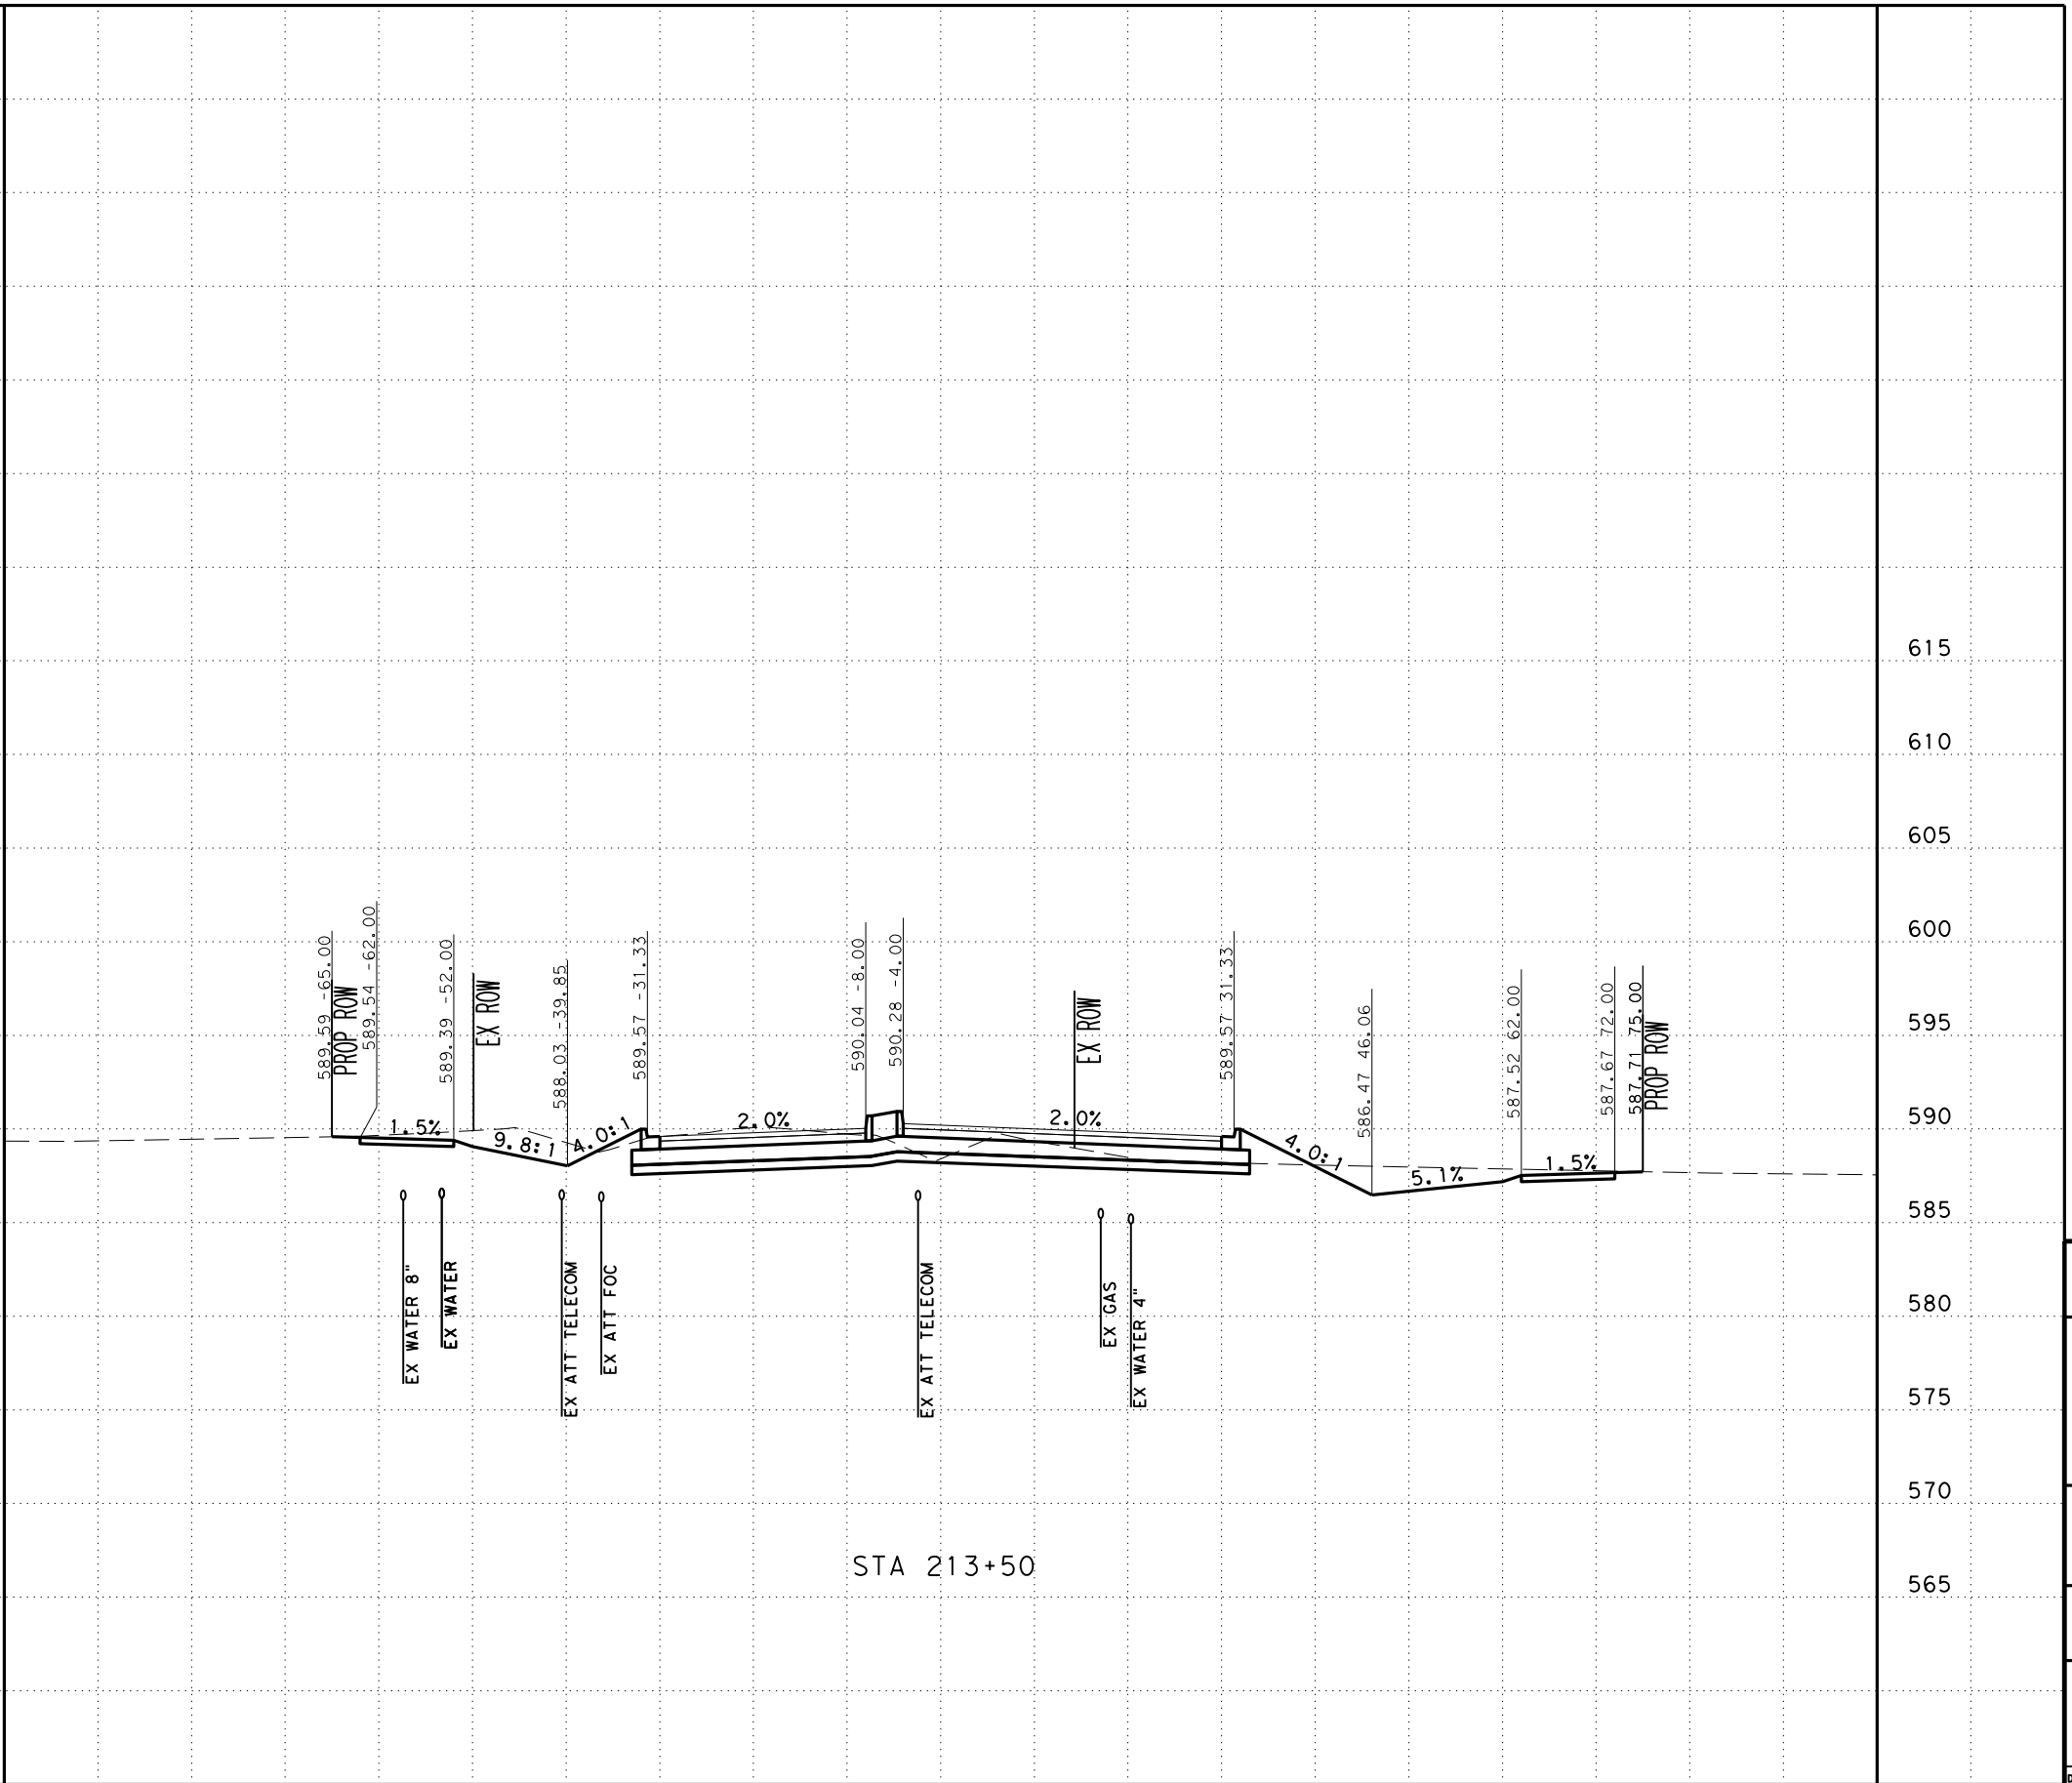 615
610
605
600
595
590
585
580
575
570
565
589.59 -65.00
PROP ROW
589.54 -62.00
589.39 -52.00
EX ROW
588.03 -39.85
589.57 -31.33
590.04 -8.00
590.28 -4.00
EX ROW
589.57 31.33
586.47 46.06
587.52 62.00
587.67 72.00
587.71 75.00
PROP ROW
1.5%
9.8:1
4.0:1
2.0%
2.0%
4.0:1
5.1%
1.5%
EX WATER 8"
EX WATER
EX ATT TELECOM
EX ATT FOC
EX ATT TELECOM
EX GAS
EX WATER 4"
STA 213+50